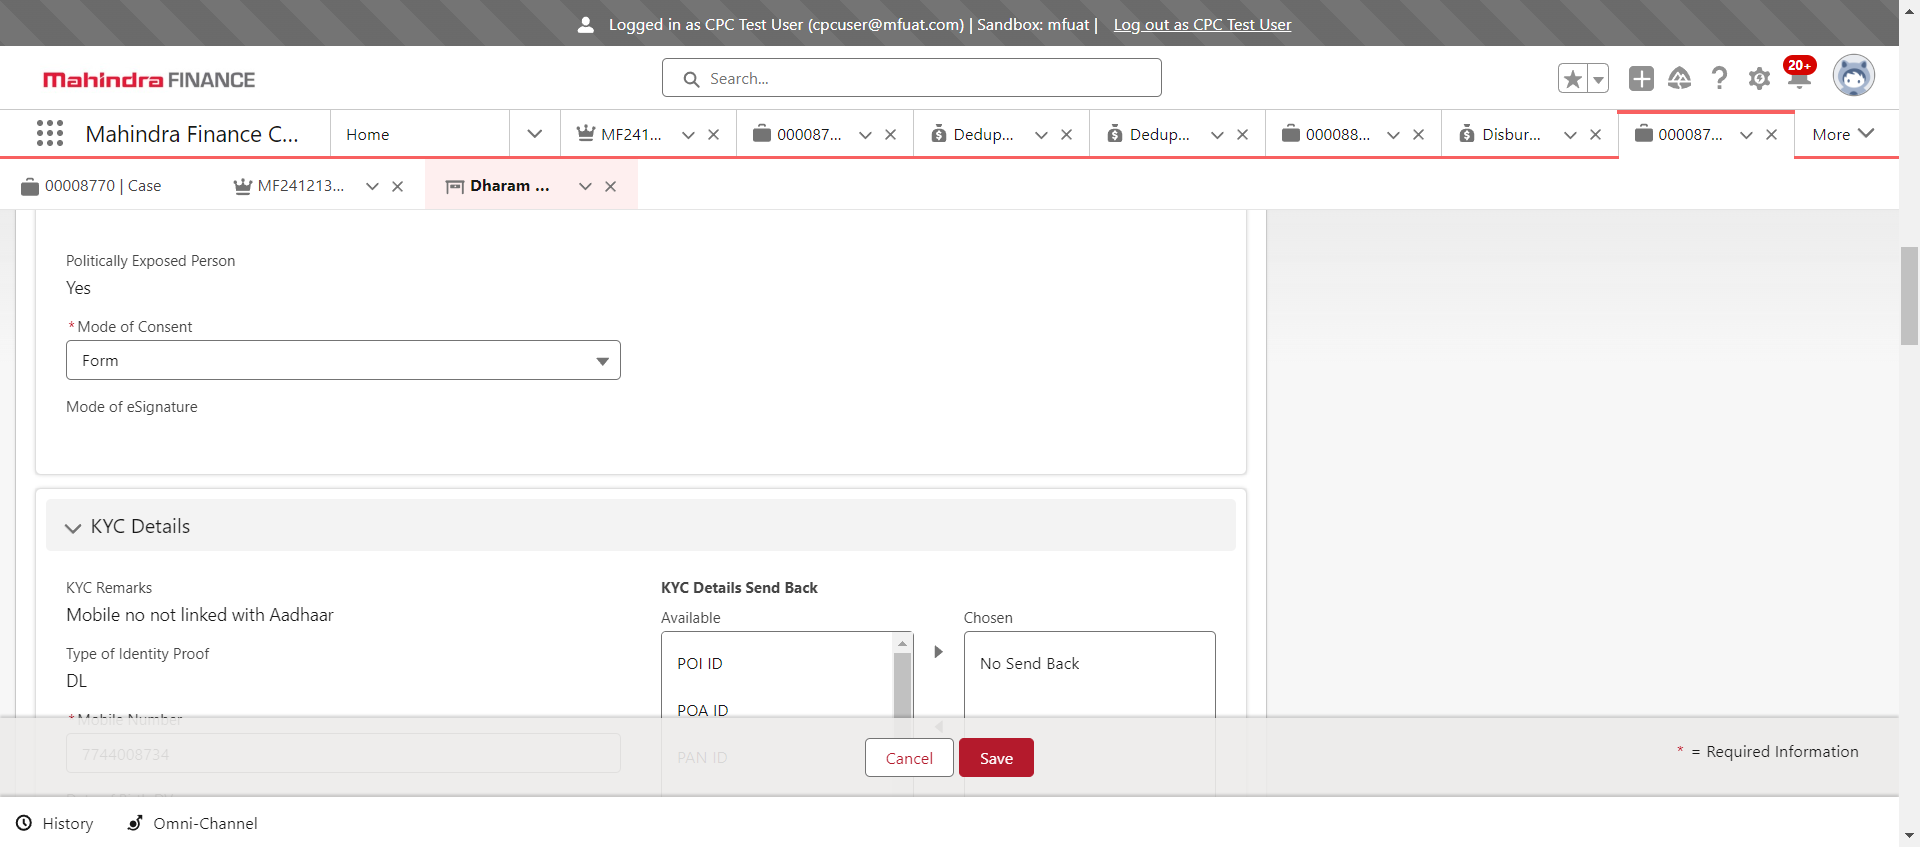 Logged in as CPC Test User (cpcuser@mfuat.com) | Sandbox: mfuat | Log out as CPC Test User
Mahindra FINANCE
Search...
20+
Mahindra Finance C...
Home
MF241...
000087...
Dedup...
Dedup...
000088...
Disbur...
000087...
More
00008770 | Case
MF241213...
Dharam ...
Politically Exposed Person
Yes
*Mode of Consent
Form
Mode of eSignature
KYC Details
KYC Remarks
Mobile no not linked with Aadhaar
Type of Identity Proof
DL
*Mobile Number
7744008734
KYC Details Send Back
Available
Chosen
POI ID
POA ID
PAN ID
No Send Back
Cancel
Save
* = Required Information
History
Omni-Channel